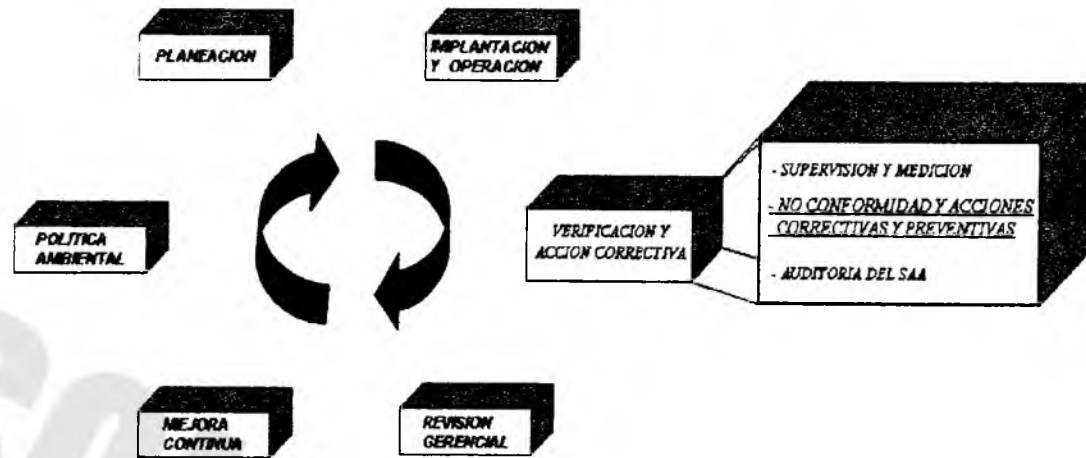 PLANEACION
IMPLANTACION
Y OPERACION
- SUPERVISION Y MEDICION
- NO CONFORMIDAD Y ACCIONES
CORRECTIVAS Y PREVENTIVAS
- AUDITORIA DEL SAA
VERIFICACION Y
ACCION CORRECTIVA
POLITICA
AMBIENTAL
MEJORA
CONTINUA
REVISION
GERENCIAL